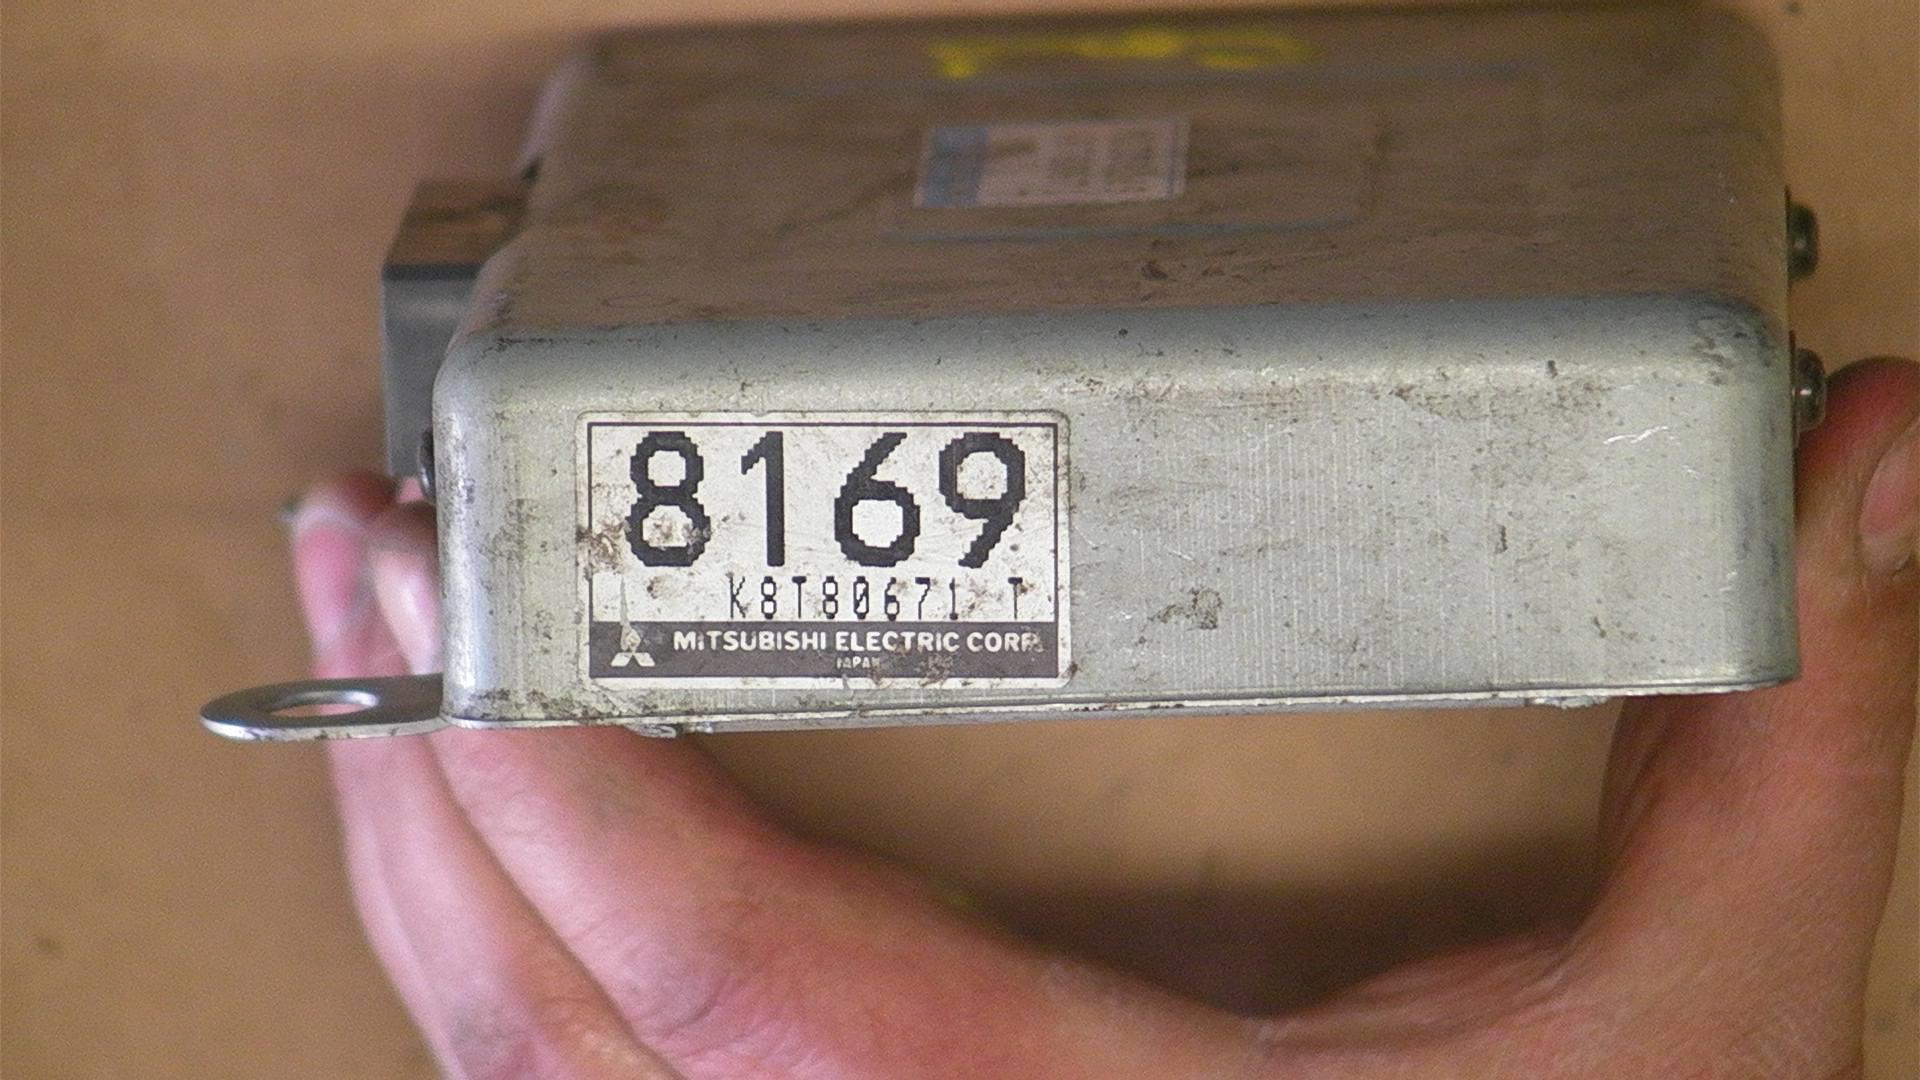 8169
K8T80671 T
MITSUBISHI ELECTRIC CORP.
JAPAN